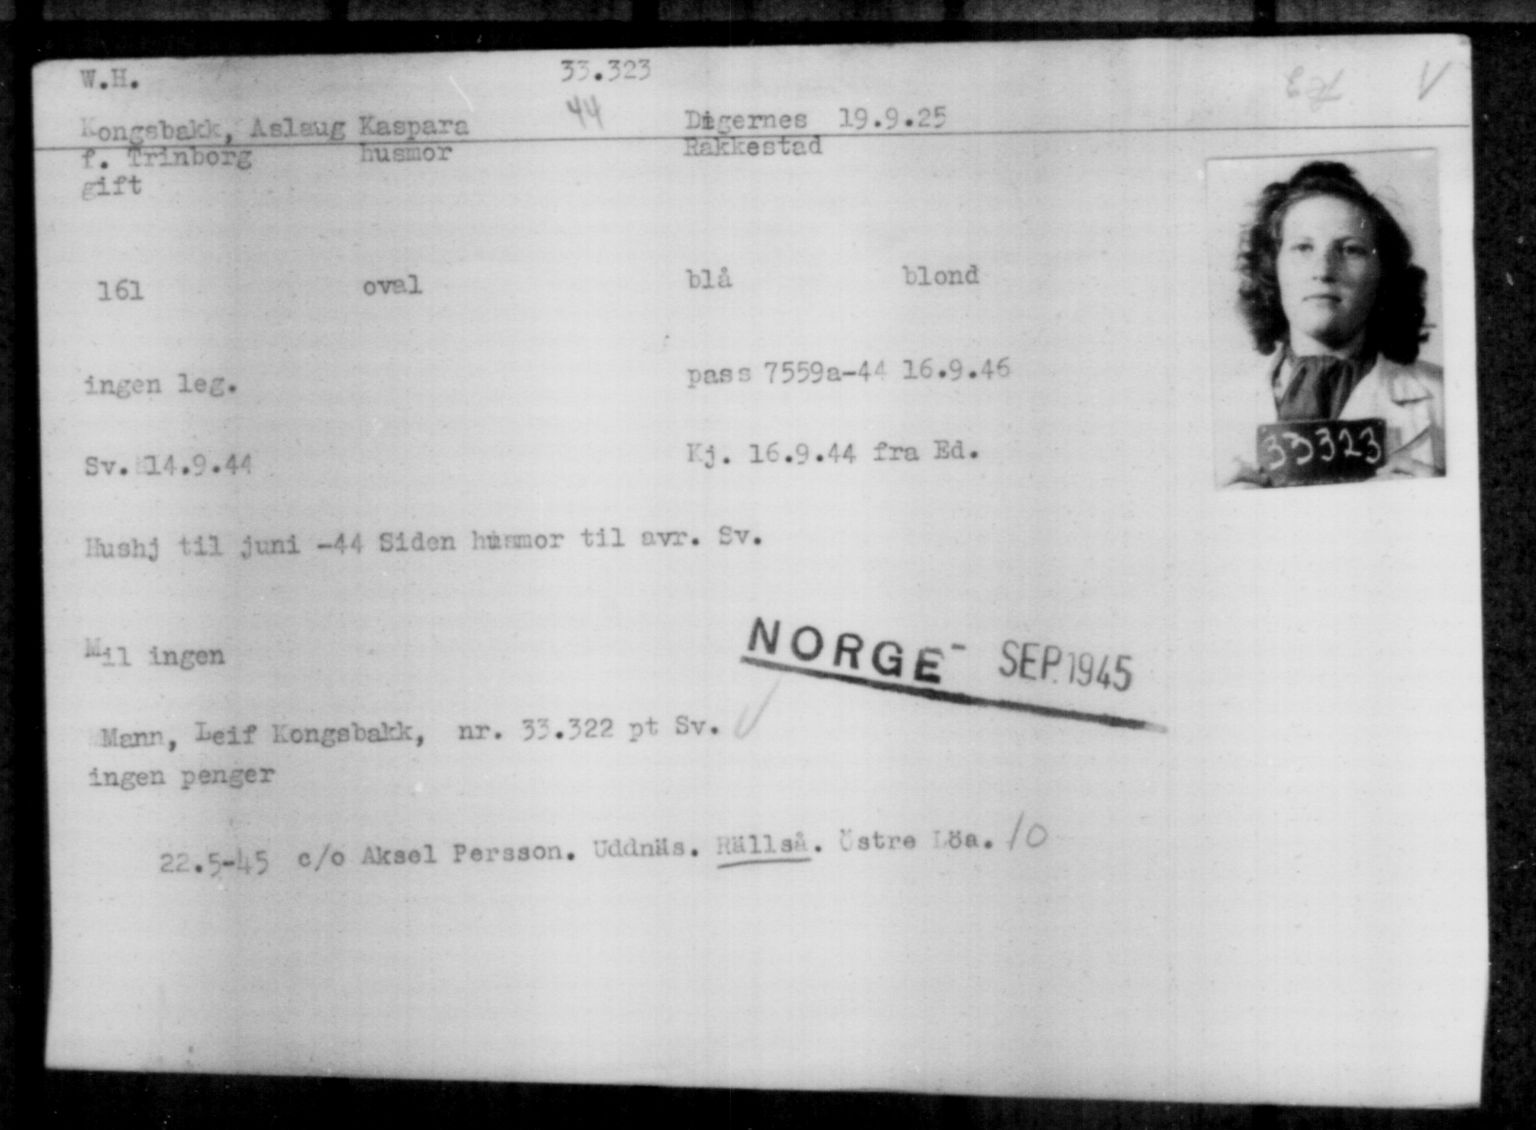 W.H. 33.323
44 V
Kongsbakk, Aslaug Kaspara Digernes 19.9.25
f. Trinborg husmor Rakkestad
gift
161 oval blå blond
ingen leg. pass 7559a-44 16.9.46
33323
Sv. 14.9.44 Kj. 16.9.44 fra Ed.
Hushj til juni -44 Siden husmor til avr. Sv.
NORGE - SEP.1945
Mil ingen
Mann, Leif Kongsbakk, nr. 33.322 pt Sv.
ingen penger
22.5-45 c/o Aksel Persson. Uddnäs. Rällså. Östre Löa. /0